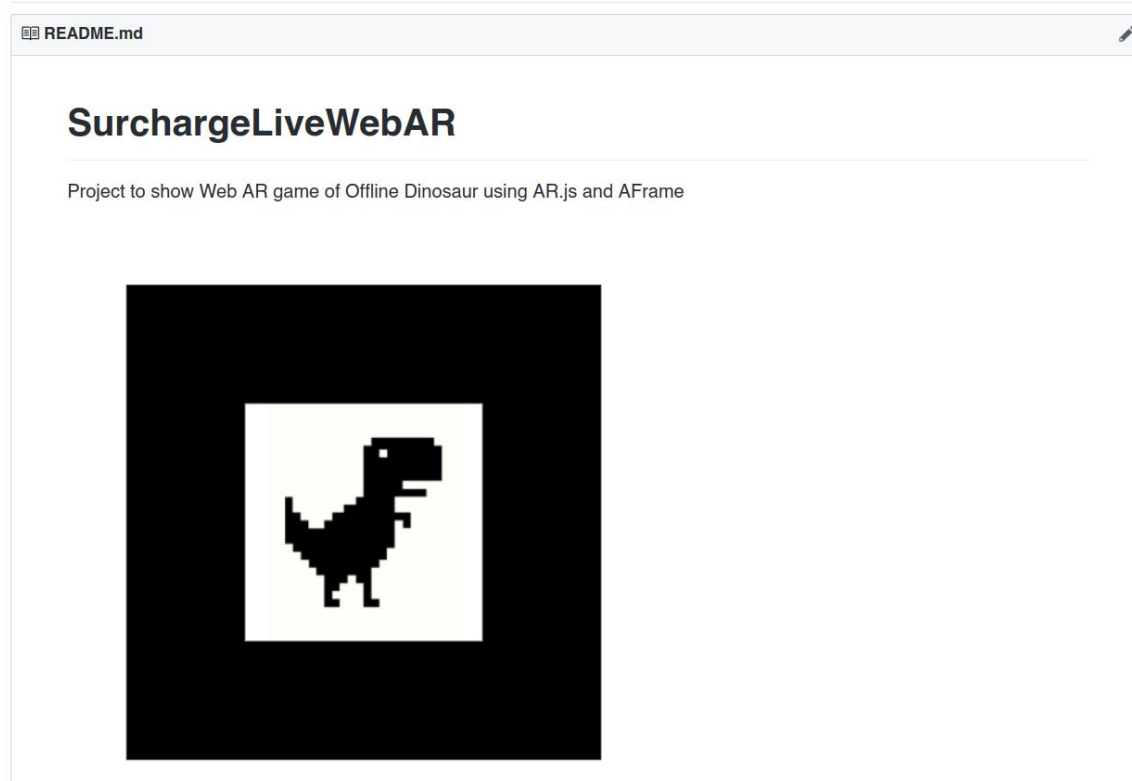 README.md
SurchargeLiveWebAR
Project to show Web AR game of Offline Dinosaur using AR.js and AFrame